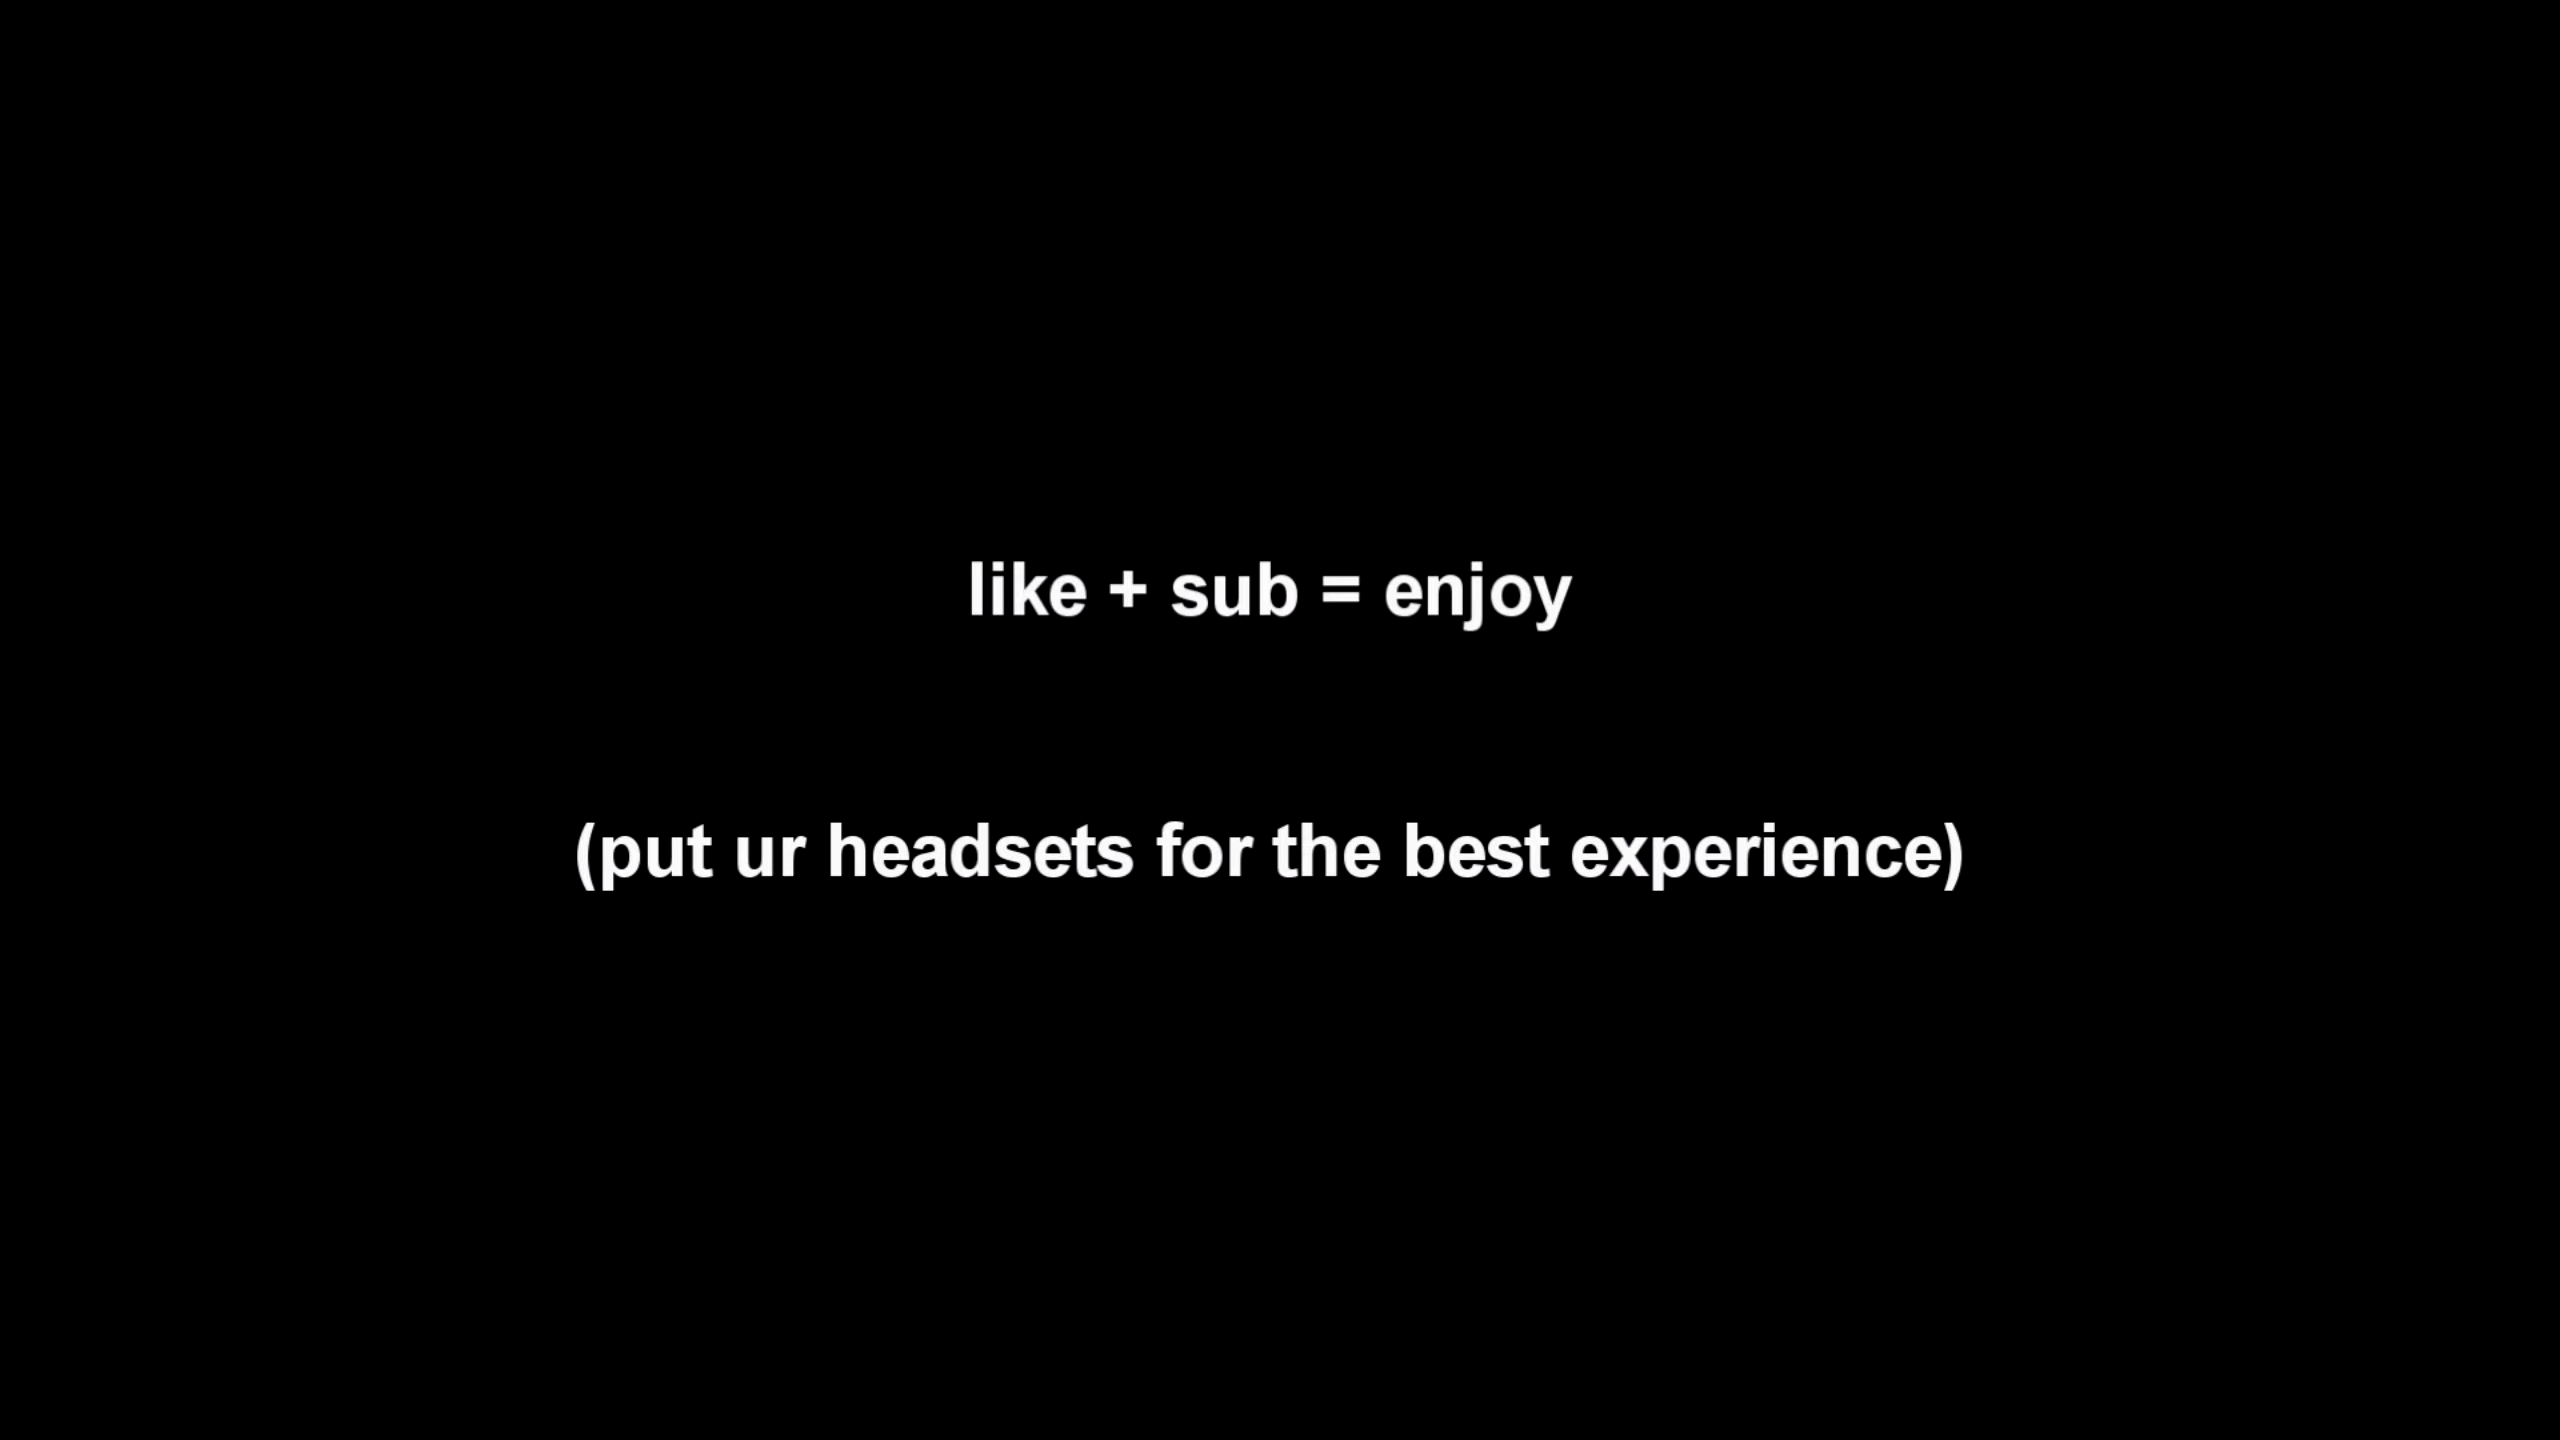 like + sub = enjoy
(put ur headsets for the best experience)